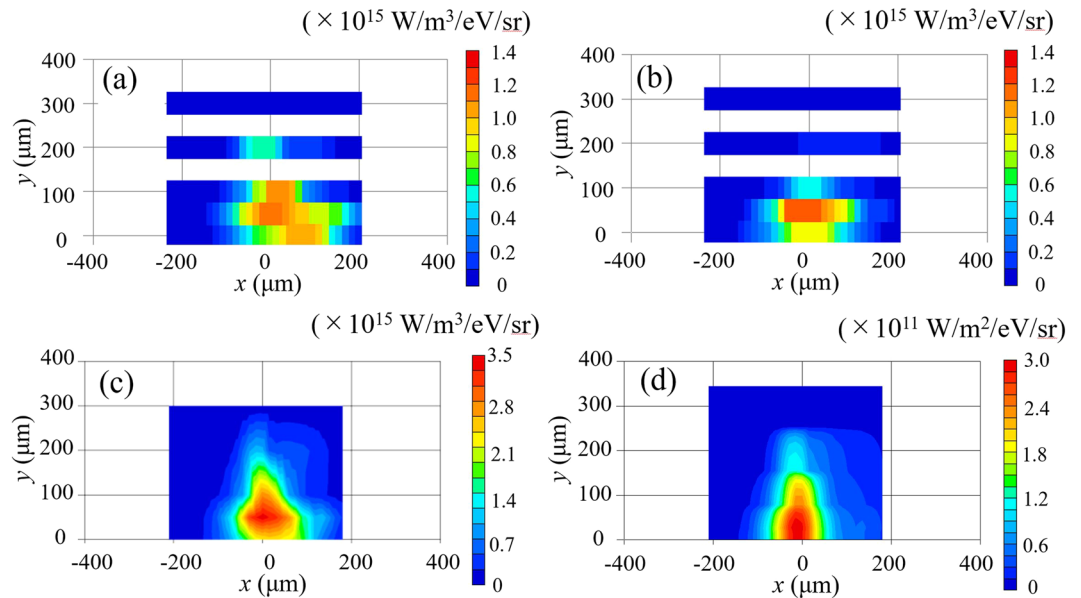 ( × 10¹⁵ W/m³/eV/sr)
(a)
400
300
200
100
0
y (μm)
-400 -200 0 200 400
x (μm)
1.4
1.2
1.0
0.8
0.6
0.4
0.2
0
( × 10¹⁵ W/m³/eV/sr)
(b)
400
300
200
100
0
y (μm)
-400 -200 0 200 400
x (μm)
1.4
1.2
1.0
0.8
0.6
0.4
0.2
0
( × 10¹⁵ W/m³/eV/sr)
(c)
400
300
200
100
0
y (μm)
-400 -200 0 200 400
x (μm)
3.5
2.8
2.1
1.4
0.7
0
( × 10¹¹ W/m²/eV/sr)
(d)
400
300
200
100
0
y (μm)
-400 -200 0 200 400
x (μm)
3.0
2.4
1.8
1.2
0.6
0